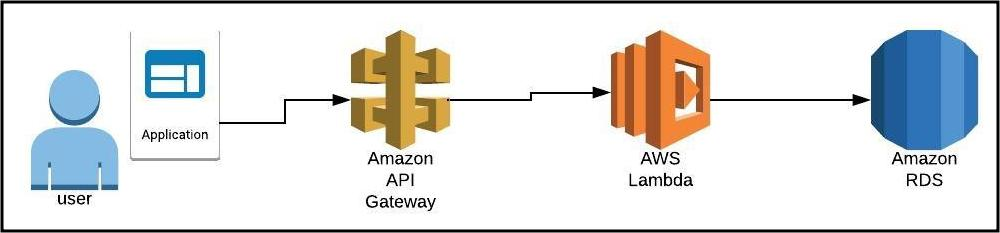 user
Application
Amazon
API
Gateway
AWS
Lambda
Amazon
RDS